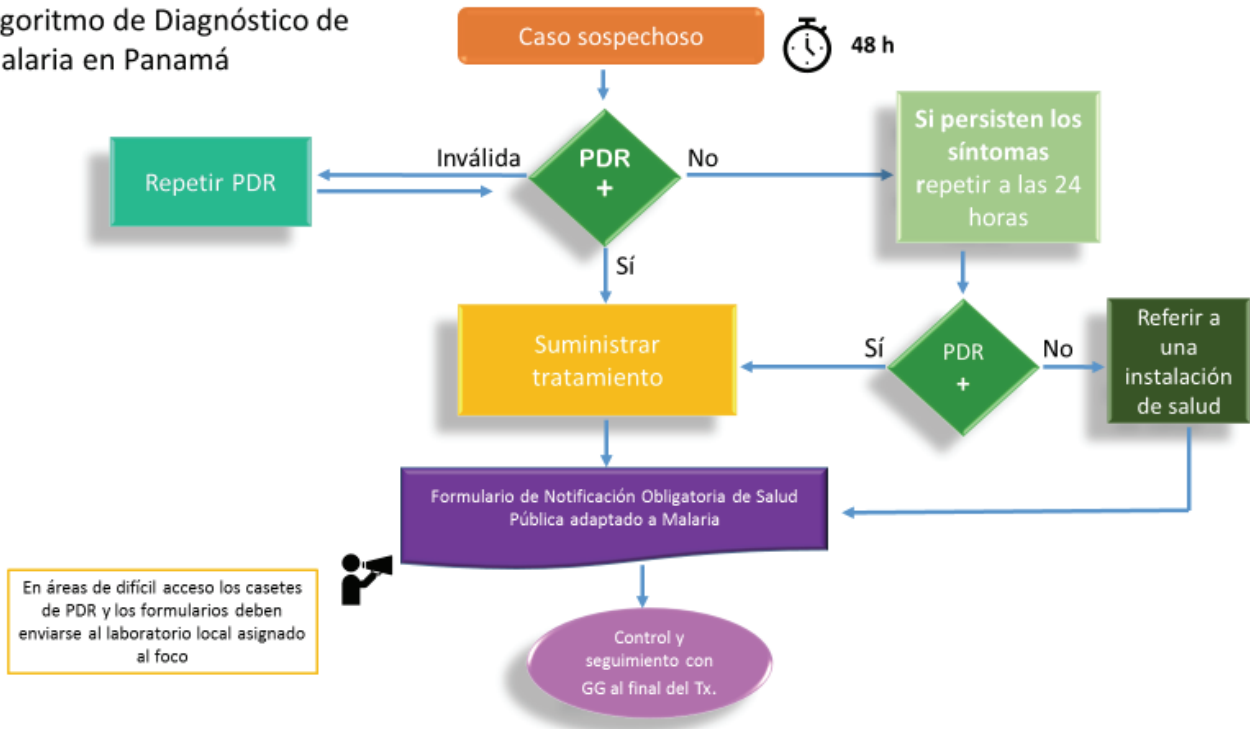 goritmo de Diagnóstico de
alaria en Panamá
Caso sospechoso
48 h
Repetir PDR
Inválida
PDR
+
No
Si persisten los
síntomas
repetir a las 24
horas
Sí
Suministrar
tratamiento
Sí
PDR
+
No
Referir a
una
instalación
de salud
Formulario de Notificación Obligatoria de Salud
Pública adaptado a Malaria
En áreas de difícil acceso los casetes
de PDR y los formularios deben
enviarse al laboratorio local asignado
al foco
Control y
seguimiento con
GG al final del Tx.